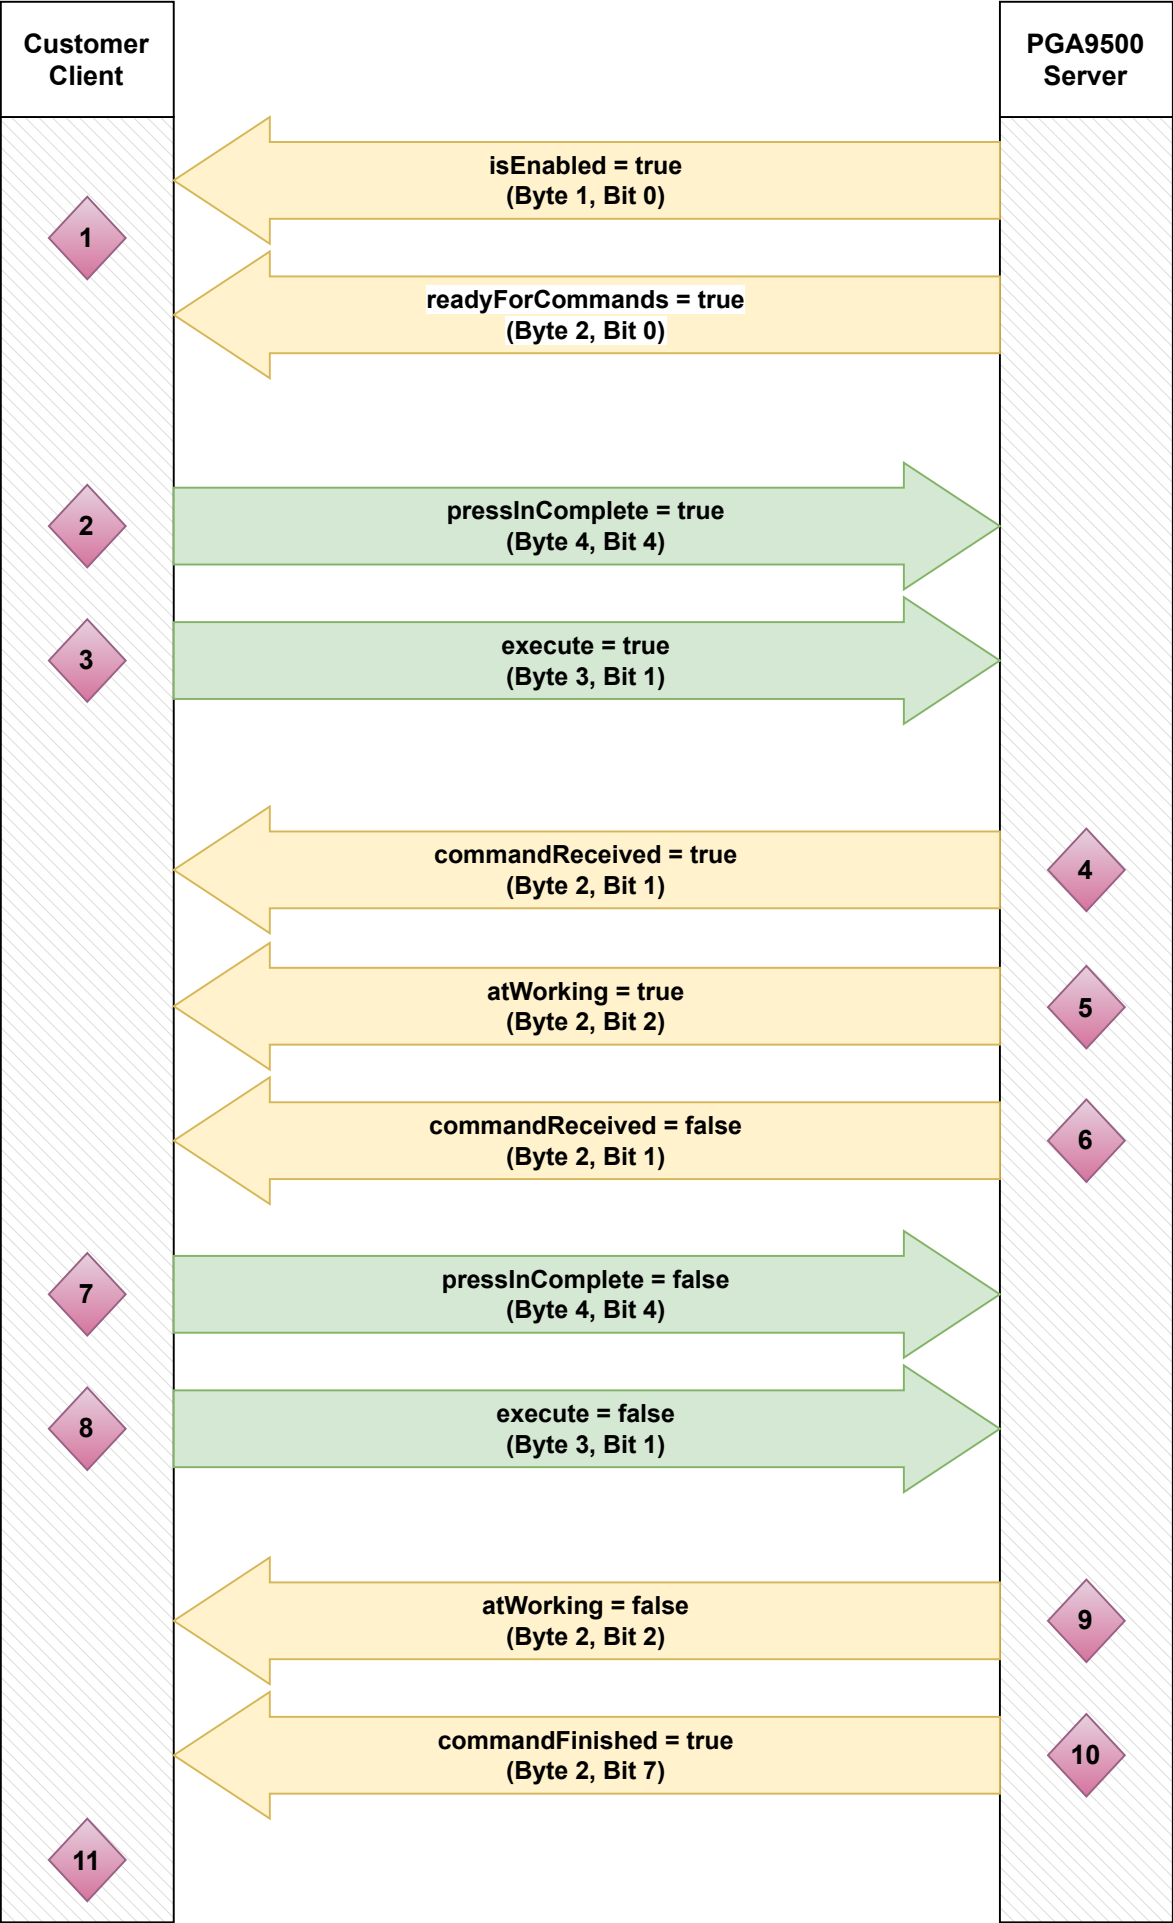 Customer
Client
PGA9500
Server
isEnabled = true
(Byte 1, Bit 0)
1
readyForCommands = true
(Byte 2, Bit 0)
2
pressInComplete = true
(Byte 4, Bit 4)
3
execute = true
(Byte 3, Bit 1)
commandReceived = true
(Byte 2, Bit 1)
4
atWorking = true
(Byte 2, Bit 2)
5
commandReceived = false
(Byte 2, Bit 1)
6
7
pressInComplete = false
(Byte 4, Bit 4)
8
execute = false
(Byte 3, Bit 1)
atWorking = false
(Byte 2, Bit 2)
9
commandFinished = true
(Byte 2, Bit 7)
10
11